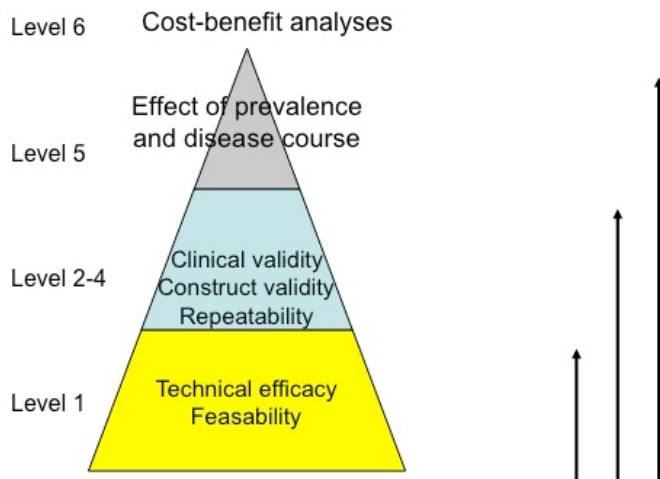 Level 6
Cost-benefit analyses
Effect of prevalence
and disease course
Level 5
Clinical validity
Level 2-4
Construct validity
Repeatability
Technical efficacy
Level 1
Feasability